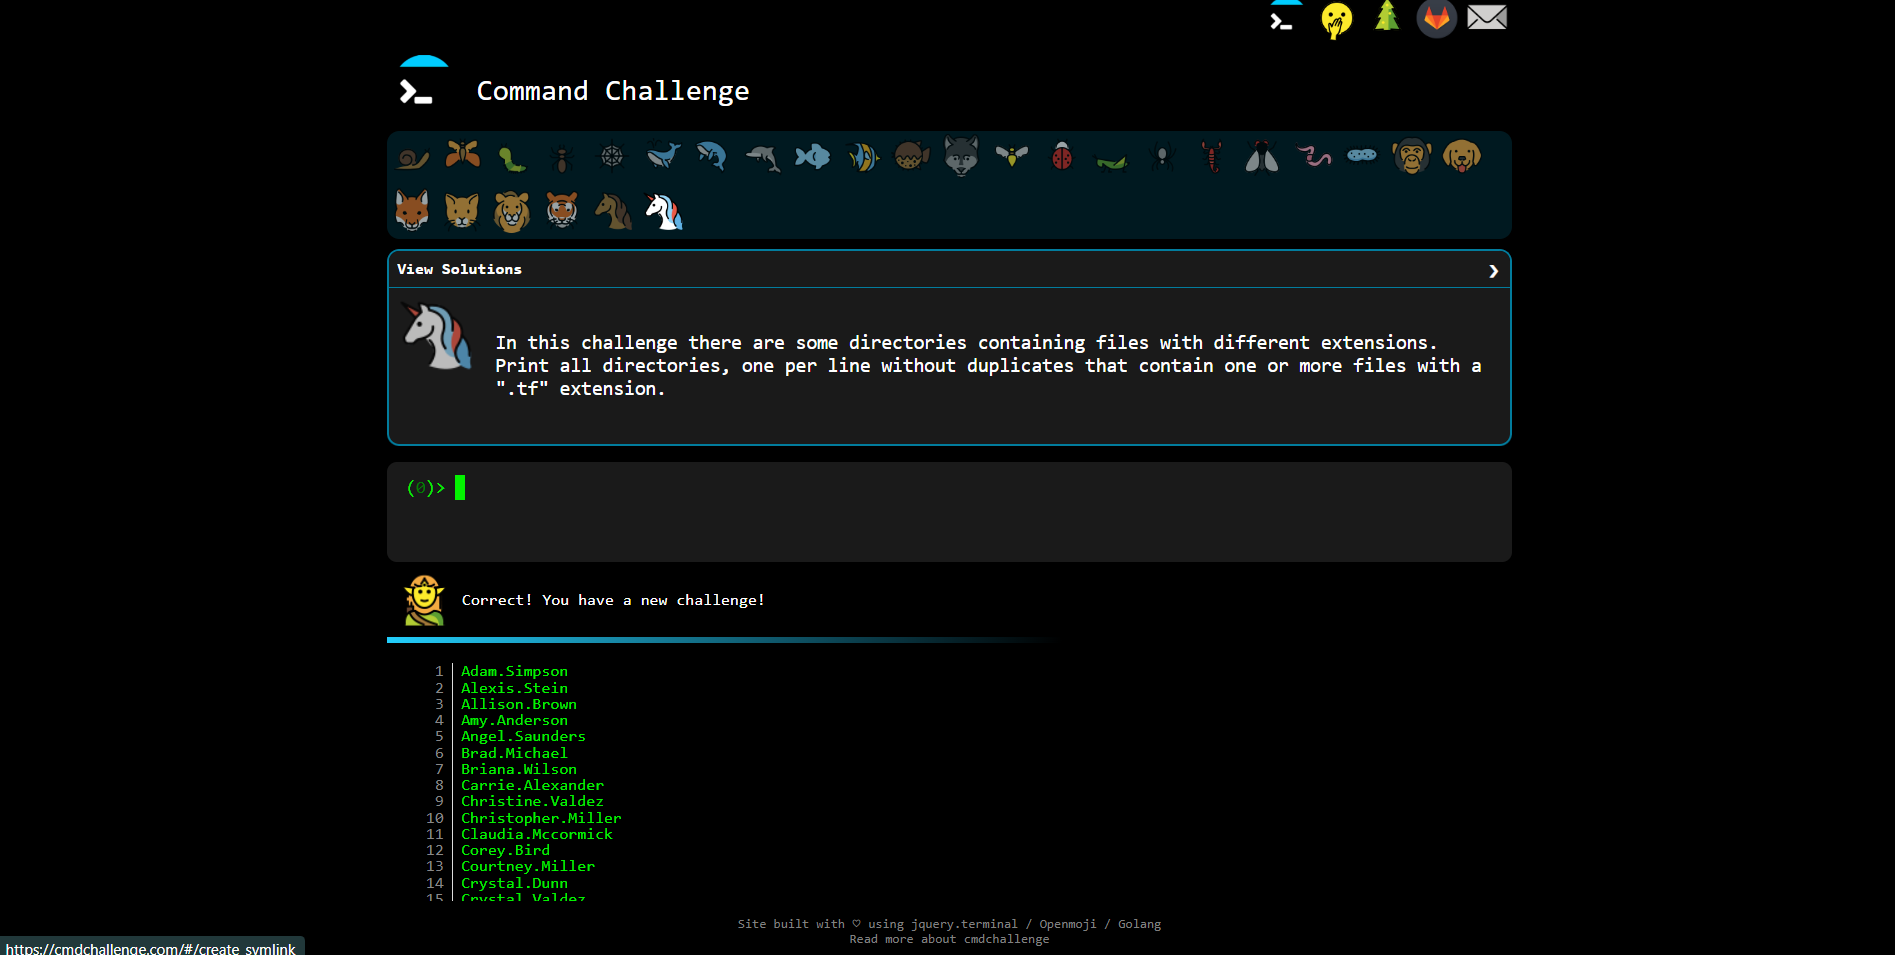 Command Challenge
View Solutions
In this challenge there are some directories containing files with different extensions.
Print all directories, one per line without duplicates that contain one or more files with a
".tf" extension.
(0)>
Correct! You have a new challenge!
1 Adam.Simpson
2 Alexis.Stein
3 Allison.Brown
4 Amy.Anderson
5 Angel.Saunders
6 Brad.Michael
7 Briana.Wilson
8 Carrie.Alexander
9 Christine.Valdez
10 Christopher.Miller
11 Claudia.Mccormick
12 Corey.Bird
13 Courtney.Miller
14 Crystal.Dunn
15 Crystal.Valdez
Site built with ♡ using jquery.terminal / Openmoji / Golang
Read more about cmdchallenge
https://cmdchallenge.com/#/create_symlink